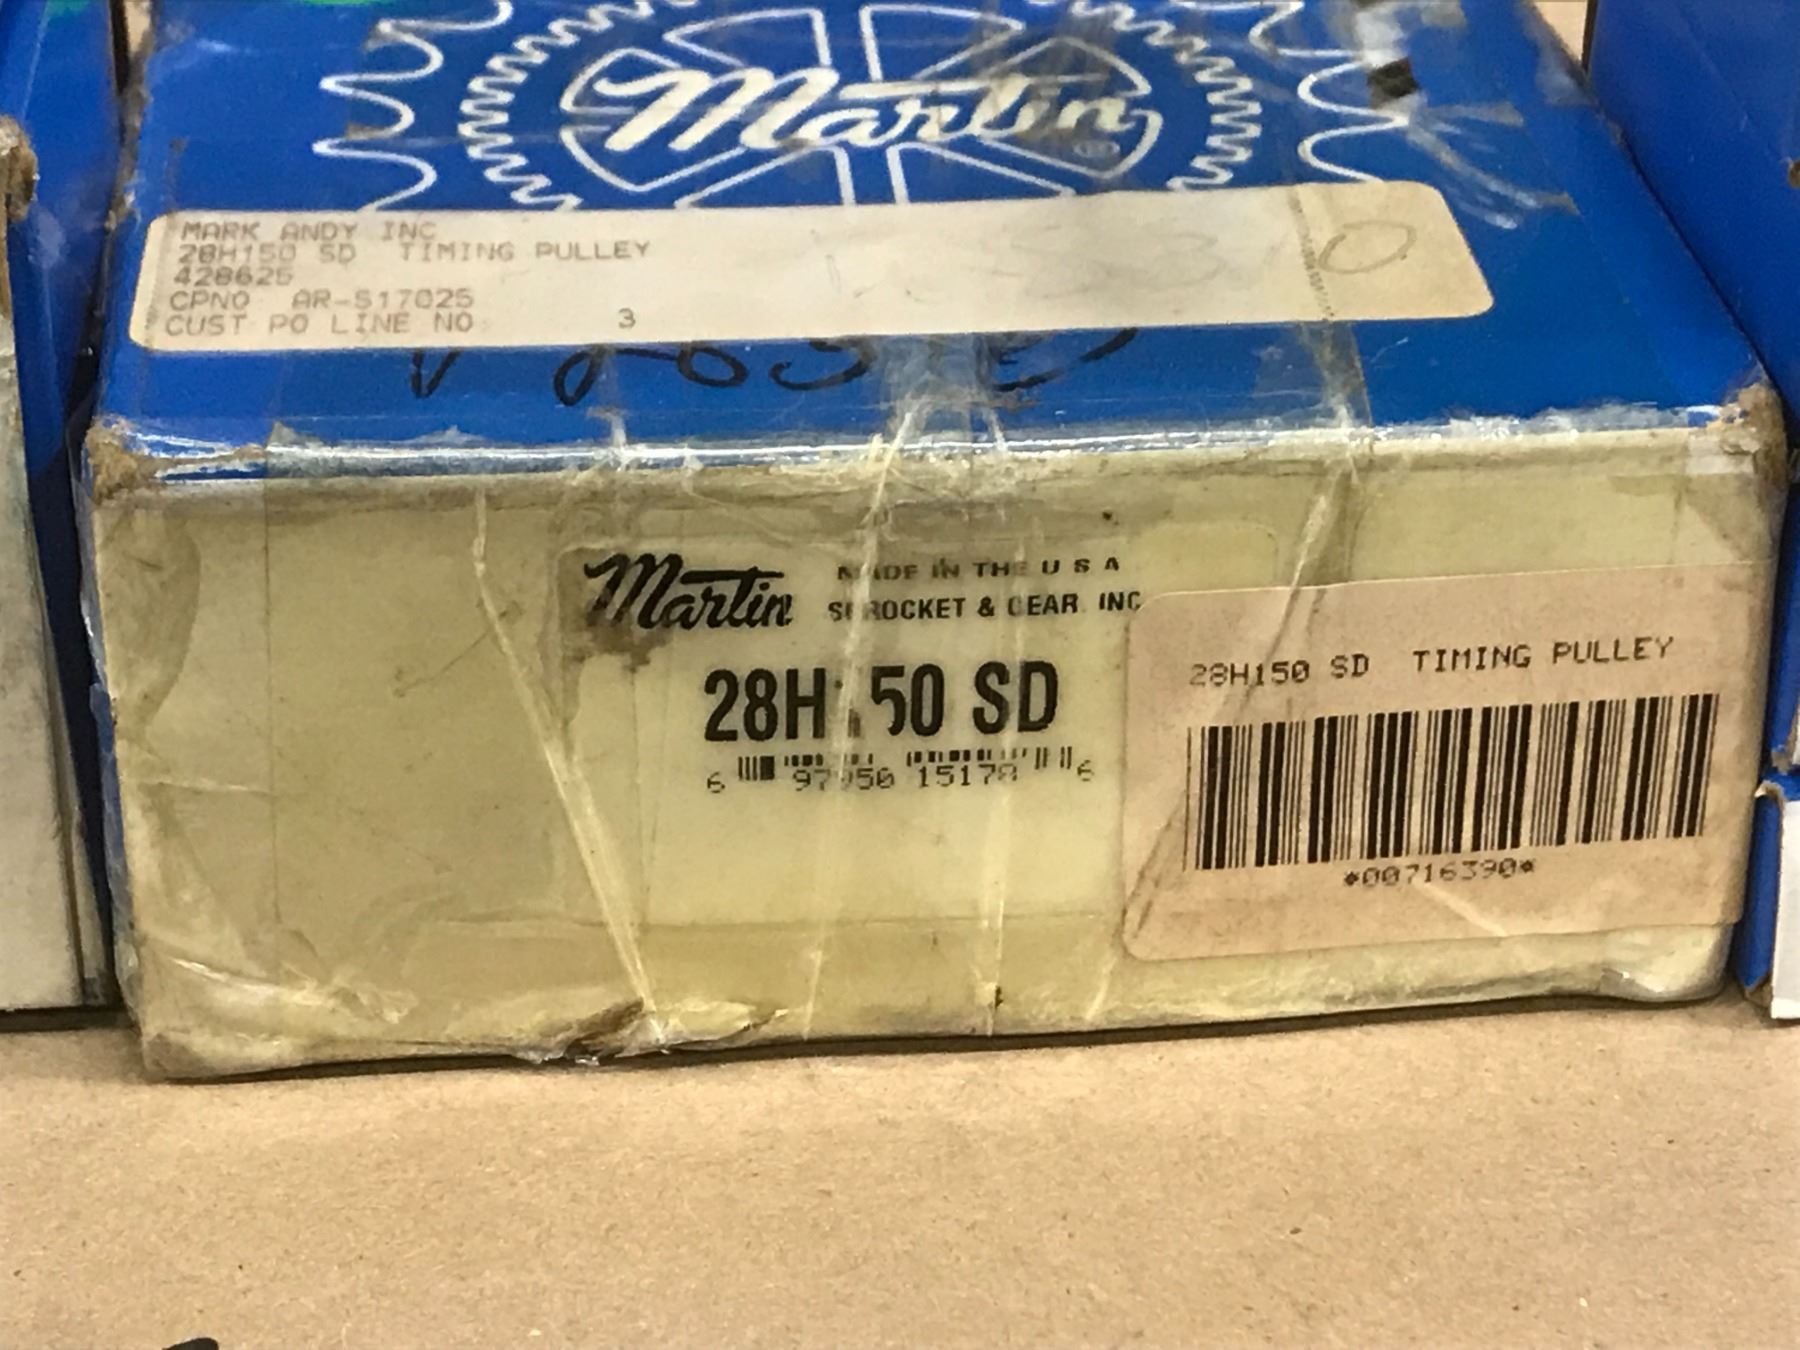 Martin
MARK ANDY INC
28H150 SD TIMING PULLEY
428625
CPNO AR-S17025
CUST PO LINE NO 3
Martin MADE IN THE U S A
SPROCKET & GEAR INC
28H150 SD
6 97950 15178 6
28H150 SD TIMING PULLEY
*00716390*